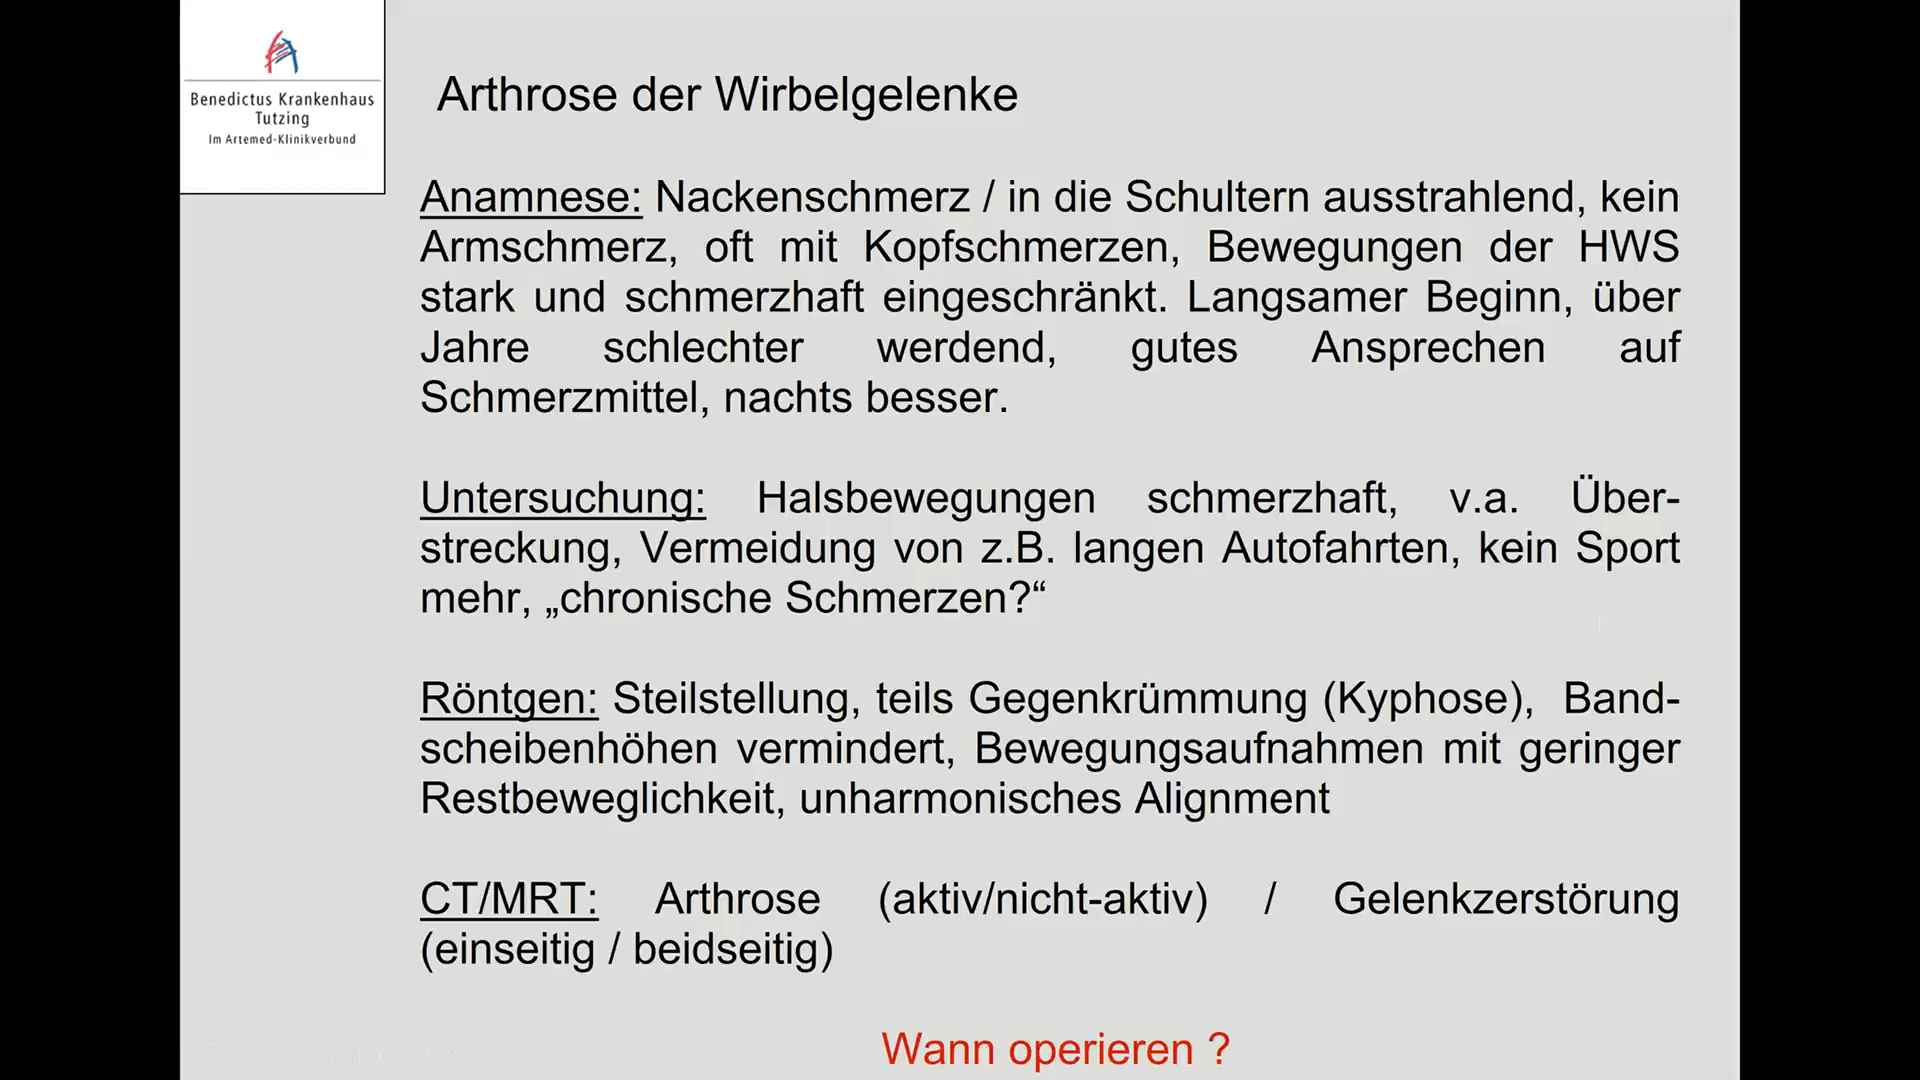 Benedictus Krankenhaus
Tutzing
Im Artemed-Klinikverbund
Arthrose der Wirbelgelenke
Anamnese: Nackenschmerz / in die Schultern ausstrahlend, kein
Armschmerz, oft mit Kopfschmerzen, Bewegungen der HWS
stark und schmerzhaft eingeschränkt. Langsamer Beginn, über
Jahre schlechter werdend, gutes Ansprechen auf
Schmerzmittel, nachts besser.
Untersuchung: Halsbewegungen schmerzhaft, v.a. Über-
streckung, Vermeidung von z.B. langen Autofahrten, kein Sport
mehr, „chronische Schmerzen?“
Röntgen: Steilstellung, teils Gegenkrümmung (Kyphose), Band-
scheibenhöhen vermindert, Bewegungsaufnahmen mit geringer
Restbeweglichkeit, unharmonisches Alignment
CT/MRT: Arthrose (aktiv/nicht-aktiv) / Gelenkzerstörung
(einseitig / beidseitig)
Wann operieren ?